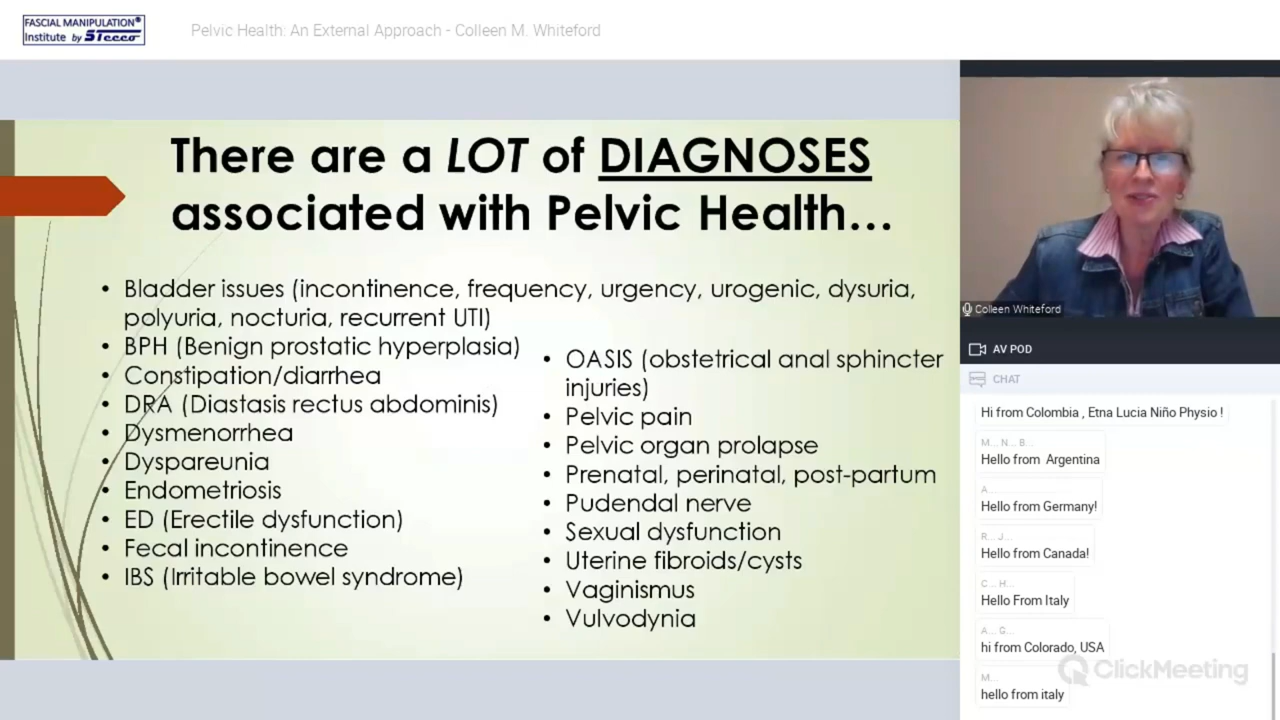 FASCIAL MANIPULATION®
Institute by Stecco
Pelvic Health: An External Approach - Colleen M. Whiteford
There are a LOT of DIAGNOSES
associated with Pelvic Health...
• Bladder issues (incontinence, frequency, urgency, urogenic, dysuria,
polyuria, nocturia, recurrent UTI)
• BPH (Benign prostatic hyperplasia)
• Constipation/diarrhea
• DRA (Diastasis rectus abdominis)
• Dysmenorrhea
• Dyspareunia
• Endometriosis
• ED (Erectile dysfunction)
• Fecal incontinence
• IBS (Irritable bowel syndrome)
• OASIS (obstetrical anal sphincter
injuries)
• Pelvic pain
• Pelvic organ prolapse
• Prenatal, perinatal, post-partum
• Pudendal nerve
• Sexual dysfunction
• Uterine fibroids/cysts
• Vaginismus
• Vulvodynia
Colleen Whiteford
AV POD
CHAT
Hi from Colombia , Etna Lucia Niño Physio !
M... N... B...
Hello from Argentina
A...
Hello from Germany!
R... J...
Hello from Canada!
C... H...
Hello From Italy
A... G...
hi from Colorado, USA
M...
hello from italy
ClickMeeting